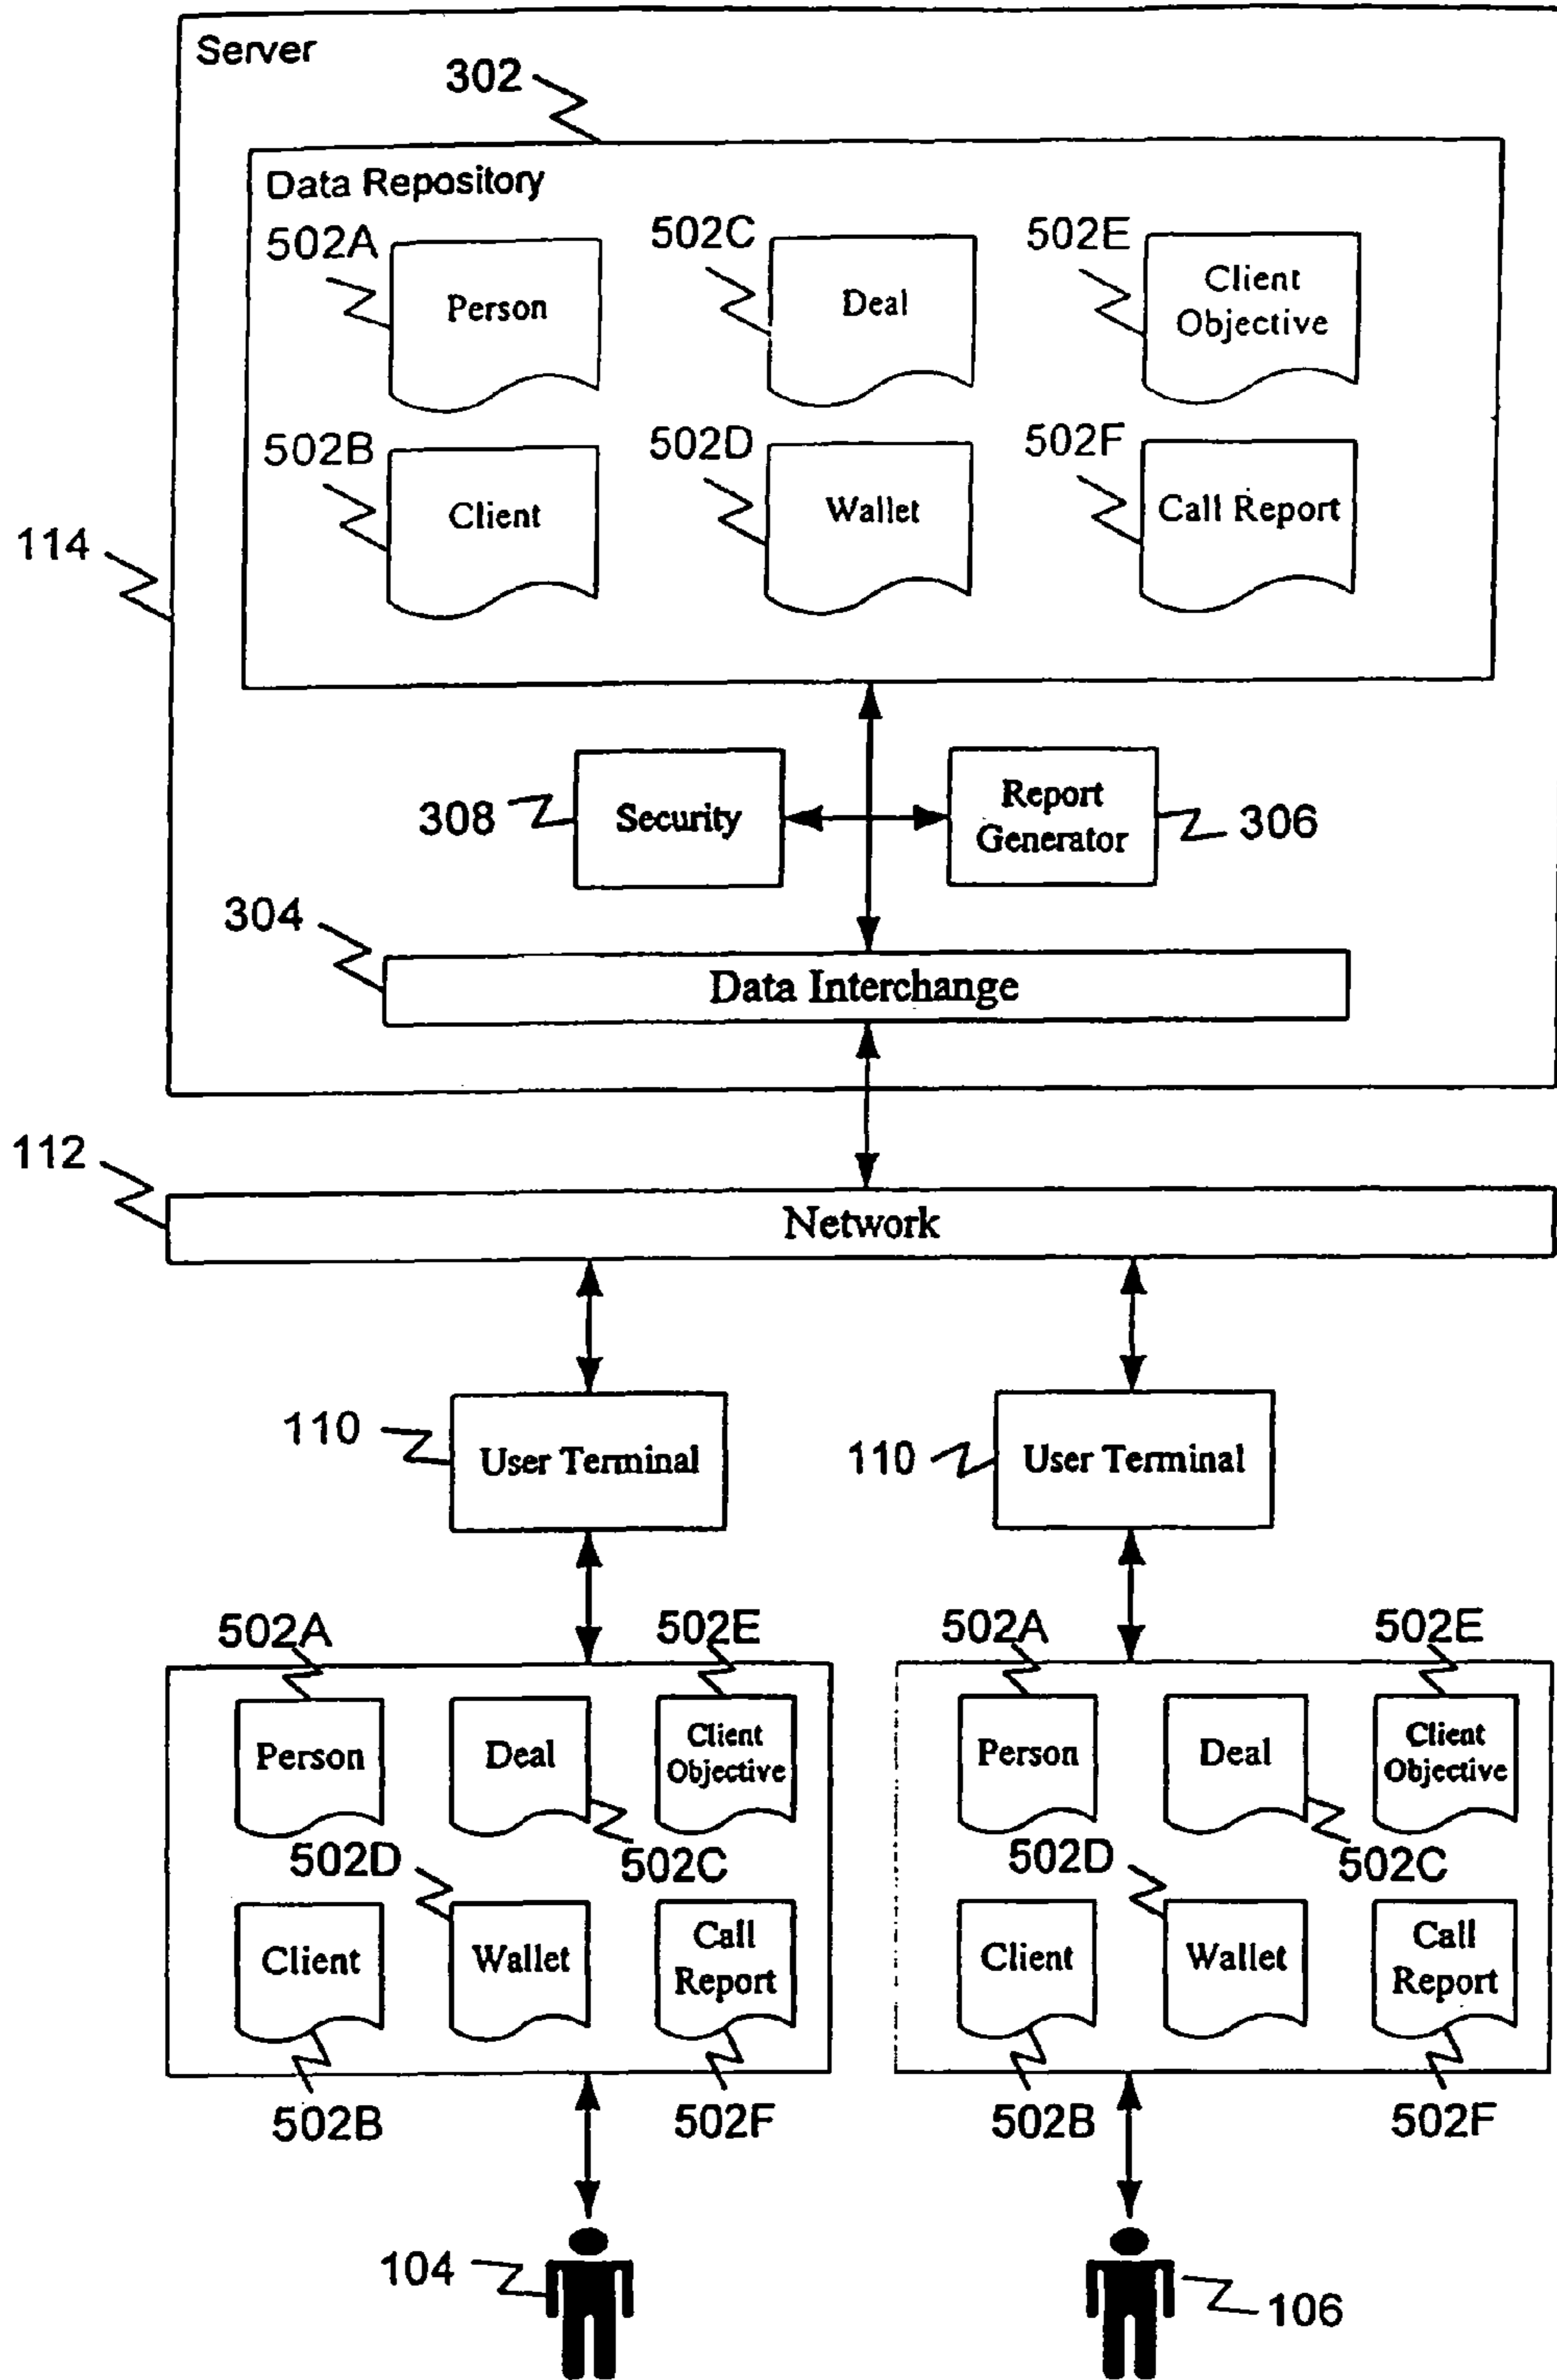 Server
302
Data Repository
502A
502C
502E
Person
Deal
Client
Objective
502B
502D
502F
Client
Wallet
Call Report
114
308
Security
Report
Generator
306
304
Data Interchange
112
Network
110
User Terminal
110
User Terminal
502A
502E
502A
502E
Person
Deal
Client
Objective
Person
Deal
Client
Objective
502D
502C
502D
502C
Client
Wallet
Call
Report
Client
Wallet
Call
Report
502B
502F
502B
502F
104
106